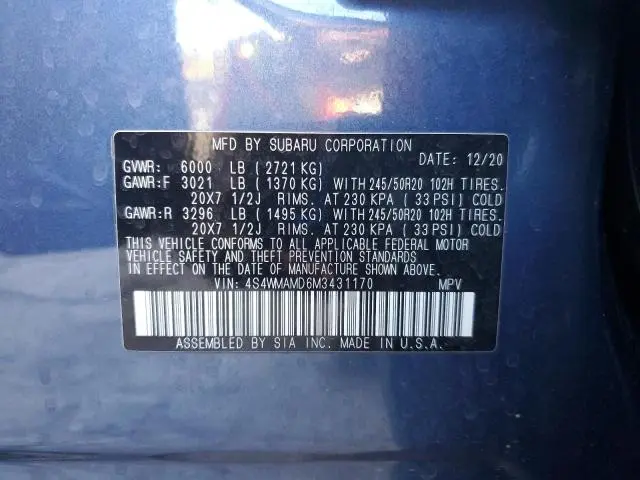 MFD BY SUBARU CORPORATION
DATE: 12/20
GVWR: 6000 LB ( 2721 KG)
GAWR:F 3021 LB ( 1370 KG) WITH 245/50R20 102H TIRES.
20X7 1/2J RIMS. AT 230 KPA ( 33 PSI) COLD
GAWR:R 3296 LB ( 1495 KG) WITH 245/50R20 102H TIRES.
20X7 1/2J RIMS. AT 230 KPA ( 33 PSI) COLD
THIS VEHICLE CONFORMS TO ALL APPLICABLE FEDERAL MOTOR
VEHICLE SAFETY AND THEFT PREVENTION STANDARDS
IN EFFECT ON THE DATE OF MANUFACTURE SHOWN ABOVE.
VIN: 4S4WMAMD6M3431170 MPV
ASSEMBLED BY SIA INC. MADE IN U.S.A.